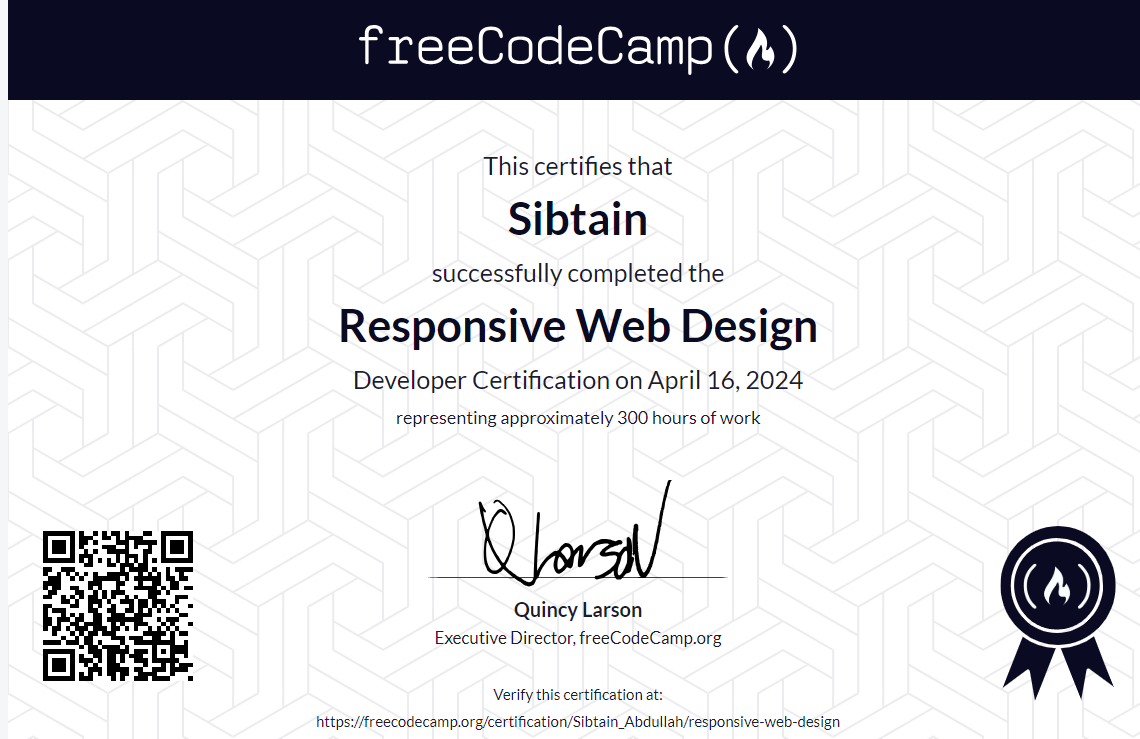 freeCodeCamp
This certifies that
Sibtain
successfully completed the
Responsive Web Design
Developer Certification on April 16, 2024
representing approximately 300 hours of work
Q Larson
Quincy Larson
Executive Director, freeCodeCamp.org
Verify this certification at:
https://freecodecamp.org/certification/Sibtain_Abdullah/responsive-web-design